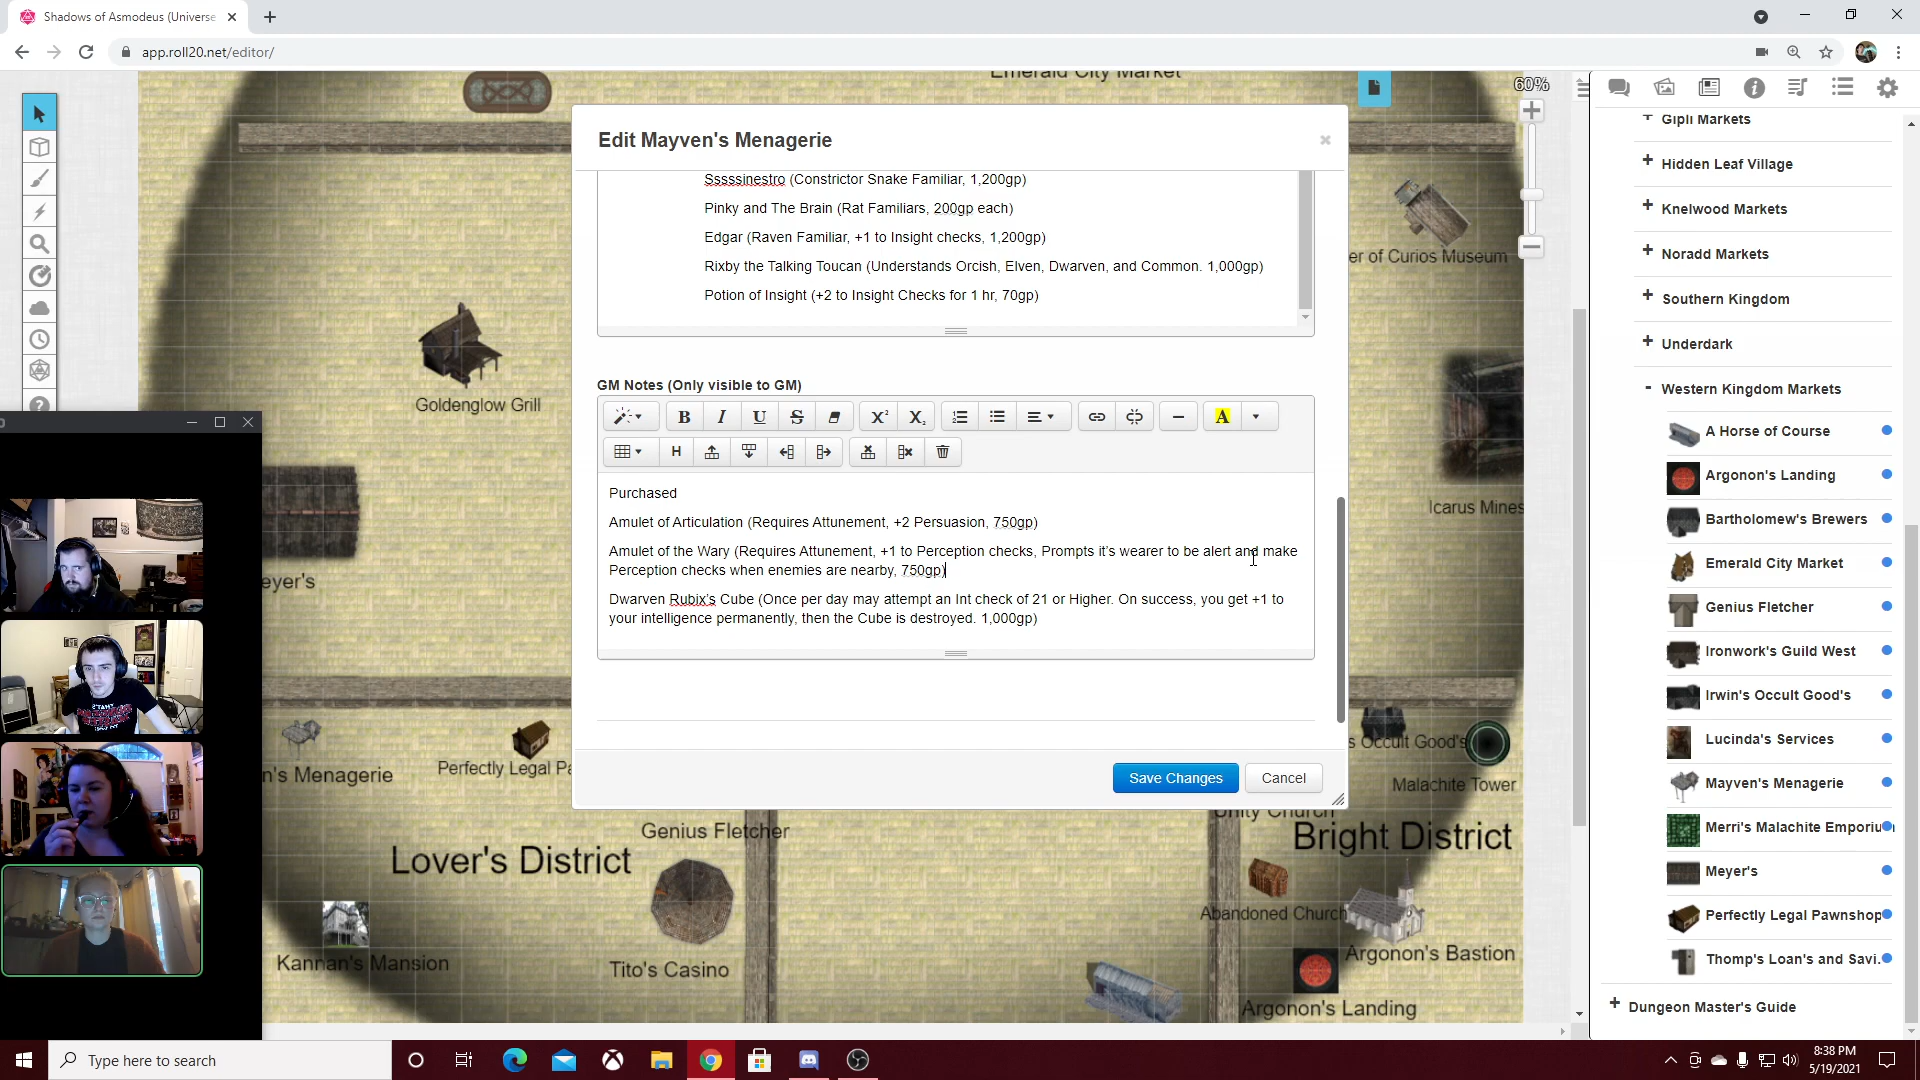 Shadows of Asmodeus (Universe
app.roll20.net/editor/
Emerald City Market
60%
Edit Mayven's Menagerie
Sssssinestro (Constrictor Snake Familiar, 1,200gp)
Pinky and The Brain (Rat Familiars, 200gp each)
Edgar (Raven Familiar, +1 to Insight checks, 1,200gp)
Rixby the Talking Toucan (Understands Orcish, Elven, Dwarven, and Common. 1,000gp)
Potion of Insight (+2 to Insight Checks for 1 hr, 70gp)
GM Notes (Only visible to GM)
B I U S X² X, A
H
Purchased
Amulet of Articulation (Requires Attunement, +2 Persuasion, 750gp)
Amulet of the Wary (Requires Attunement, +1 to Perception checks, Prompts it's wearer to be alert and make
Perception checks when enemies are nearby, 750gp)
Dwarven Rubix's Cube (Once per day may attempt an Int check of 21 or Higher. On success, you get +1 to
your intelligence permanently, then the Cube is destroyed. 1,000gp)
Save Changes
Cancel
Goldenglow Grill
eyer's
n's Menagerie
Perfectly Legal Pa
Genius Fletcher
Lover's District
Kannan's Mansion
Tito's Casino
er of Curios Museum
Icarus Mines
s Occult Good's
Malachite Tower
Unity Church
Bright District
Abandoned Church
Argonon's Bastion
Argonon's Landing
Gipli Markets
Hidden Leaf Village
Knelwood Markets
Noradd Markets
Southern Kingdom
Underdark
Western Kingdom Markets
A Horse of Course
Argonon's Landing
Bartholomew's Brewers
Emerald City Market
Genius Fletcher
Ironwork's Guild West
Irwin's Occult Good's
Lucinda's Services
Mayven's Menagerie
Merri's Malachite Emporiu
Meyer's
Perfectly Legal Pawnshop
Thomp's Loan's and Savi.
Dungeon Master's Guide
Type here to search
8:38 PM
5/19/2021